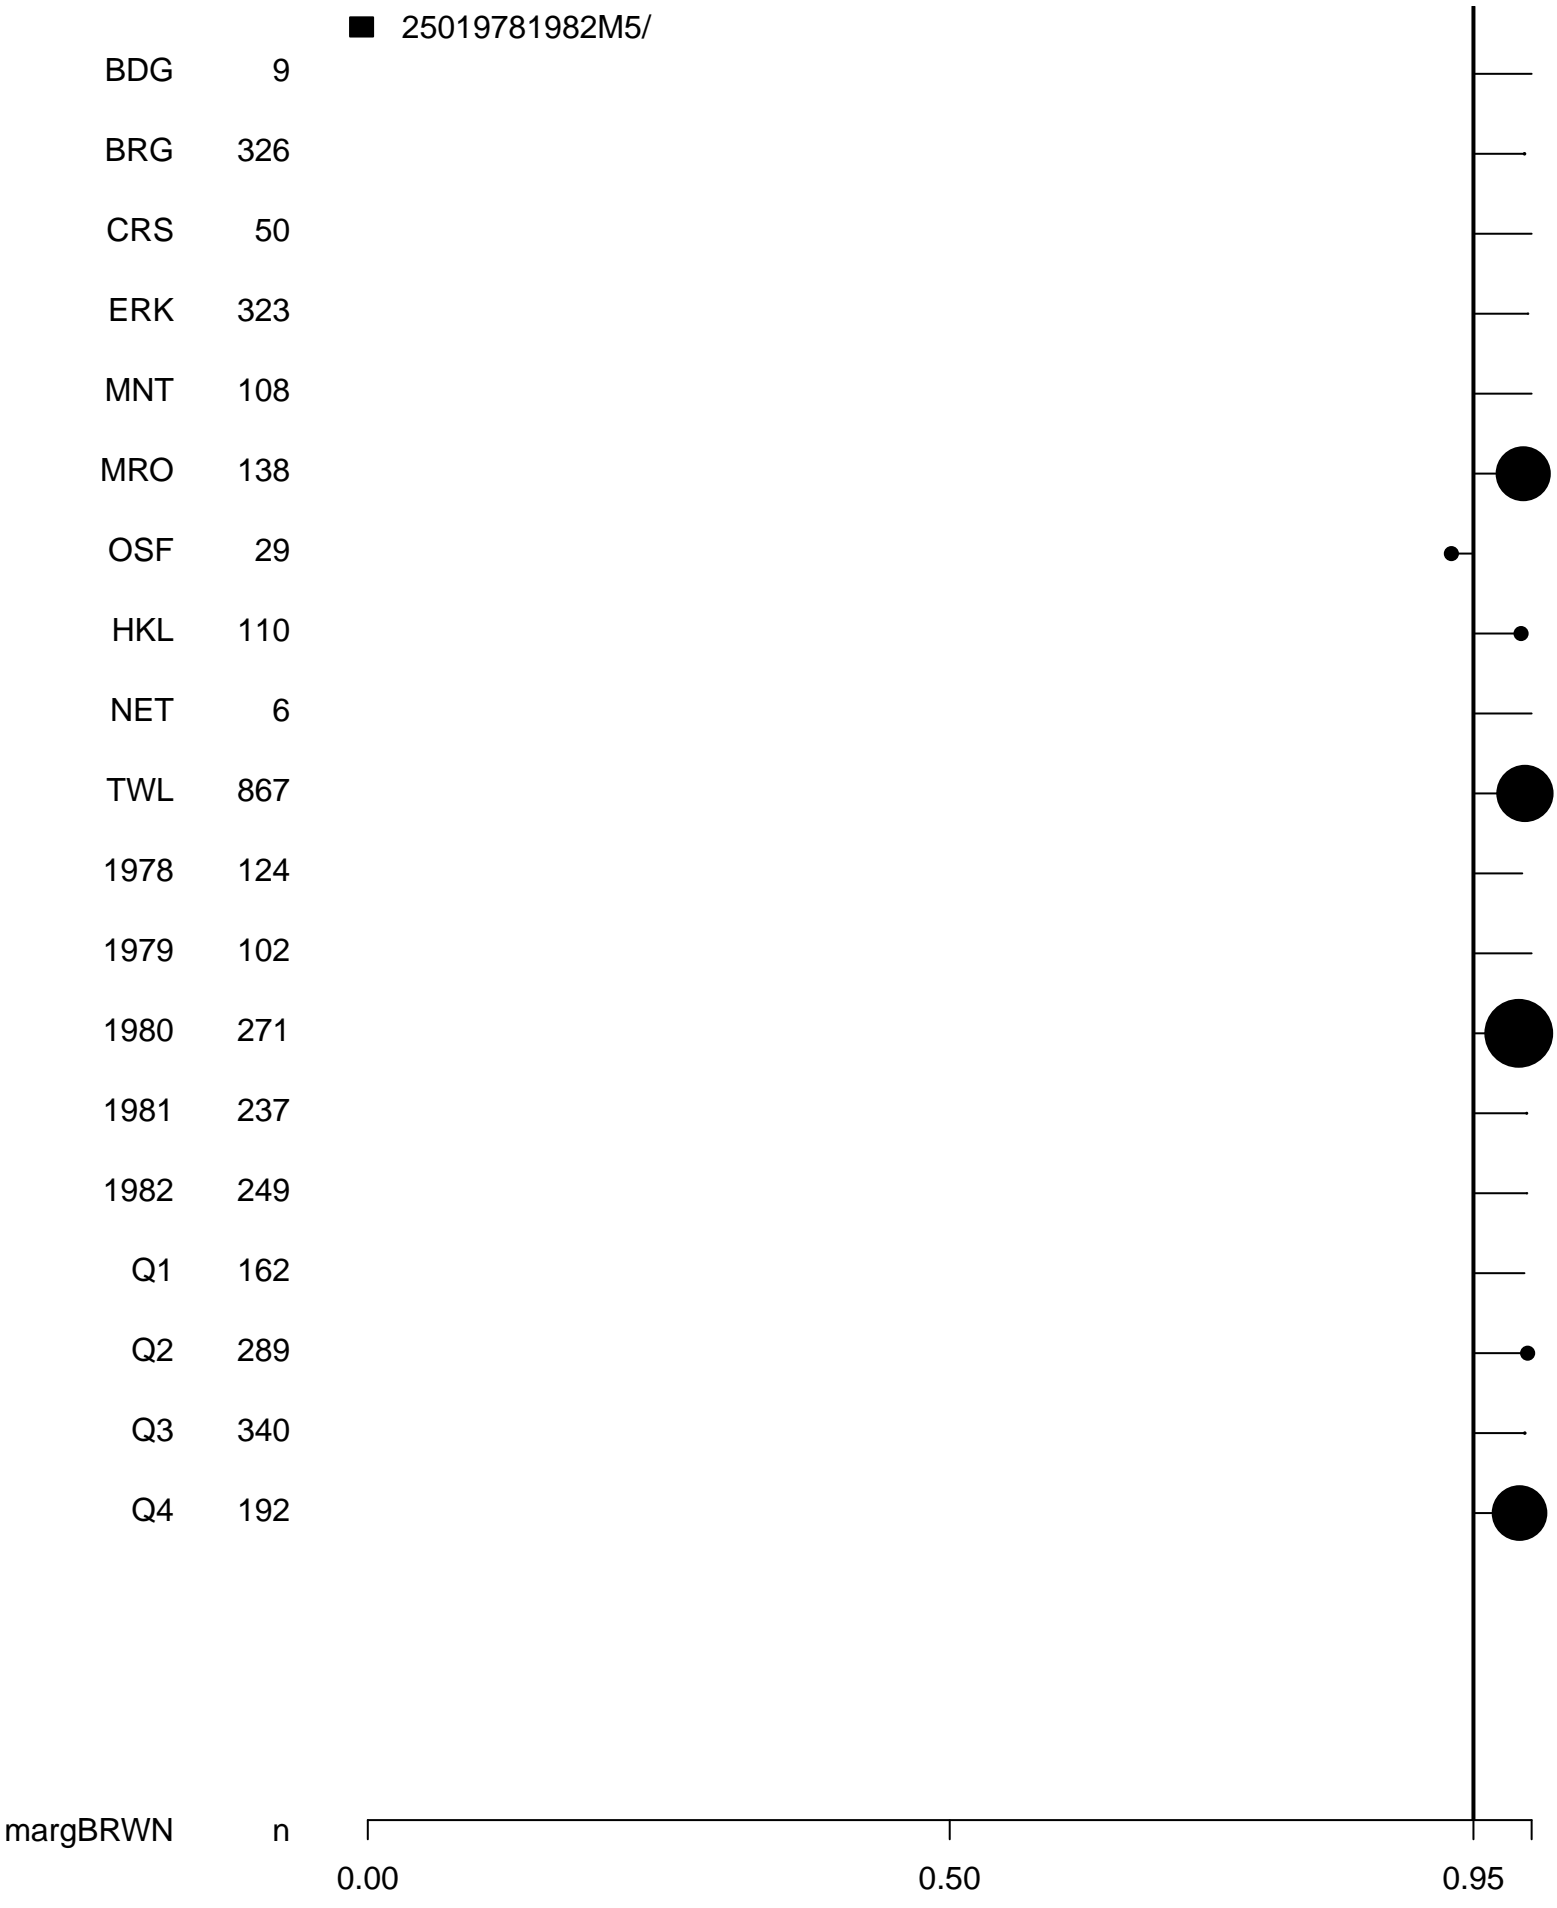 25019781982M5/
BDG 9
BRG 326
CRS 50
ERK 323
MNT 108
MRO 138
OSF 29
HKL 110
NET 6
TWL 867
1978 124
1979 102
1980 271
1981 237
1982 249
Q1 162
Q2 289
Q3 340
Q4 192
margBRWN n
0.00 0.50 0.95